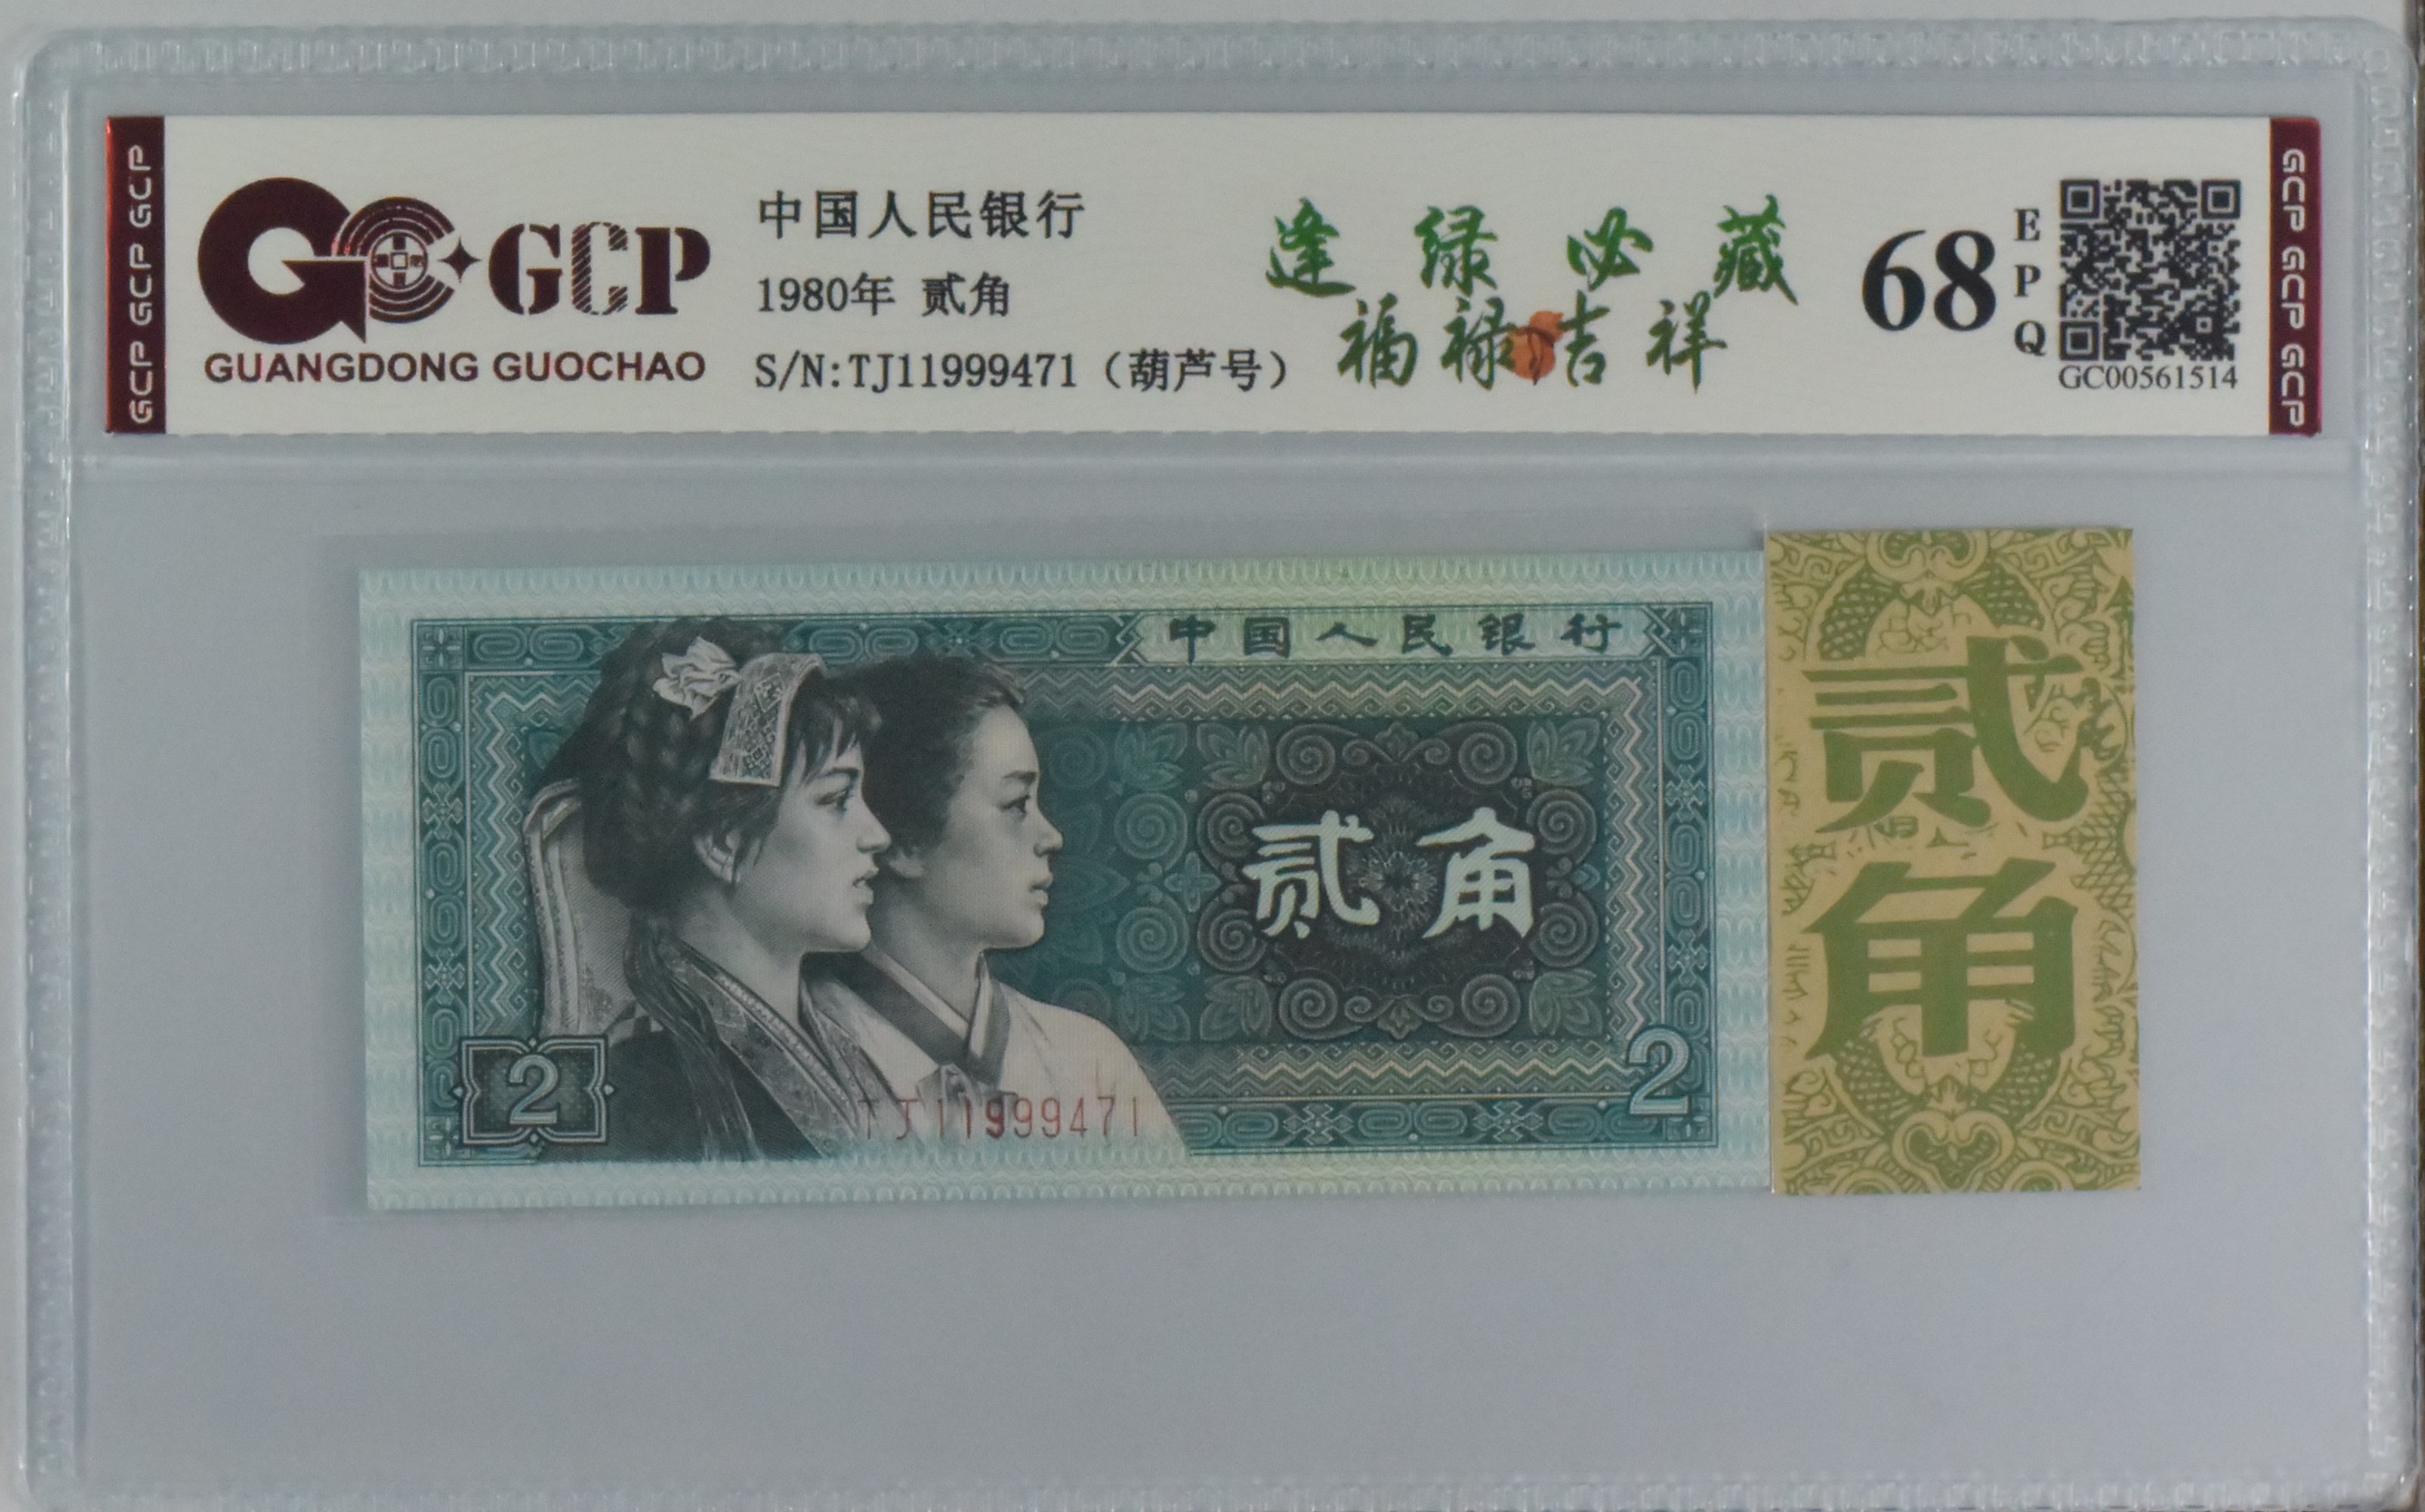 GCP GCP GCP
GCP
GUANGDONG GUOCHAO
中国人民银行
1980年 贰角
S/N:TJ11999471（葫芦号）
逢绿必藏
福禄吉祥
68
EPQ
GC00561514
GCP GCP GCP
中国人民银行
贰角
2
2
TJ11999471
贰角